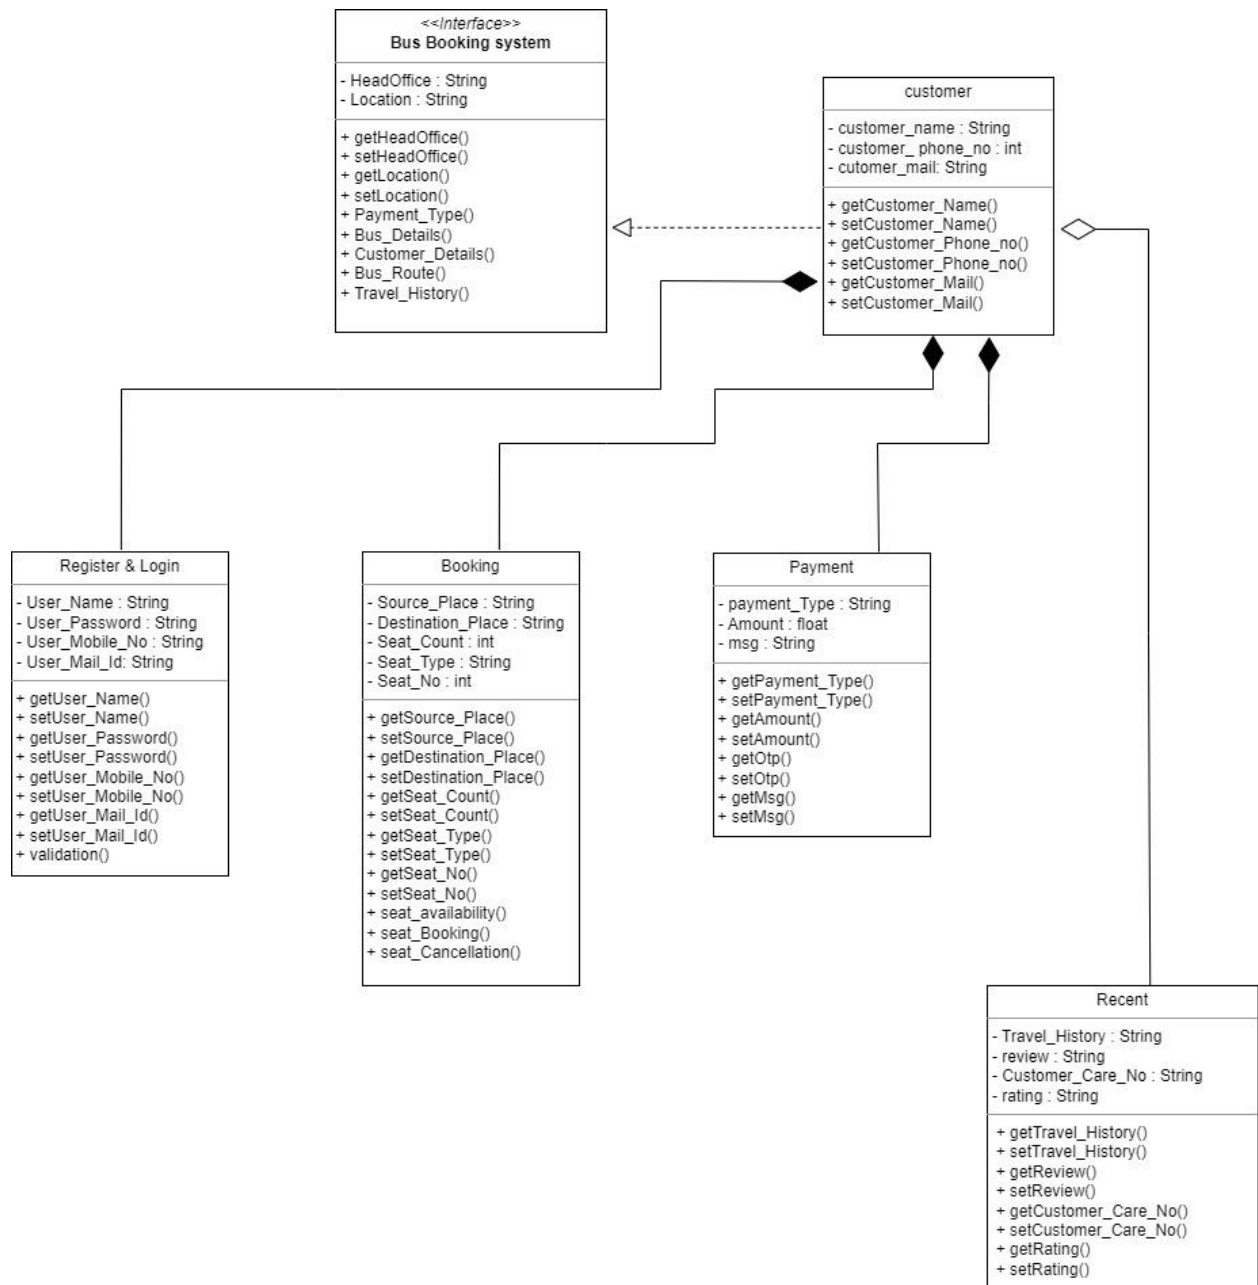 <<Interface>>
Bus Booking system
- HeadOffice : String
- Location : String
+ getHeadOffice()
+ setHeadOffice()
+ getLocation()
+ setLocation()
+ Payment_Type()
+ Bus_Details()
+ Customer_Details()
+ Bus_Route()
+ Travel_History()
customer
- customer_name : String
- customer_ phone_no : int
- cutomer_mail: String
+ getCustomer_Name()
+ setCustomer_Name()
+ getCustomer_Phone_no()
+ setCustomer_Phone_no()
+ getCustomer_Mail()
+ setCustomer_Mail()
Register & Login
- User_Name : String
- User_Password : String
- User_Mobile_No : String
- User_Mail_Id: String
+ getUser_Name()
+ setUser_Name()
+ getUser_Password()
+ setUser_Password()
+ getUser_Mobile_No()
+ setUser_Mobile_No()
+ getUser_Mail_Id()
+ setUser_Mail_Id()
+ validation()
Booking
- Source_Place : String
- Destination_Place : String
- Seat_Count : int
- Seat_Type : String
- Seat_No : int
+ getSource_Place()
+ setSource_Place()
+ getDestination_Place()
+ setDestination_Place()
+ getSeat_Count()
+ setSeat_Count()
+ getSeat_Type()
+ setSeat_Type()
+ getSeat_No()
+ setSeat_No()
+ seat_availability()
+ seat_Booking()
+ seat_Cancellation()
Payment
- payment_Type : String
- Amount : float
- msg : String
+ getPayment_Type()
+ setPayment_Type()
+ getAmount()
+ setAmount()
+ getOtp()
+ setOtp()
+ getMsg()
+ setMsg()
Recent
- Travel_History : String
- review : String
- Customer_Care_No : String
- rating : String
+ getTravel_History()
+ setTravel_History()
+ getReview()
+ setReview()
+ getCustomer_Care_No()
+ setCustomer_Care_No()
+ getRating()
+ setRating()